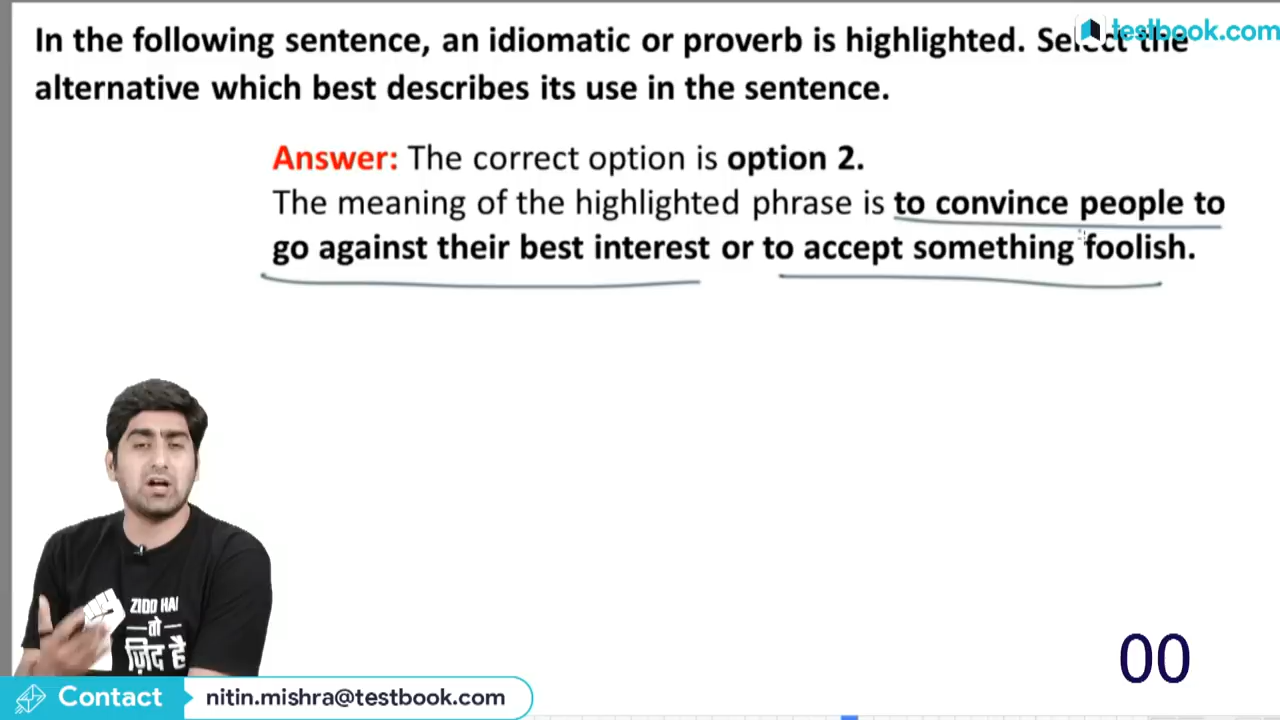 In the following sentence, an idiomatic or proverb is highlighted. Select the
testbook.com
alternative which best describes its use in the sentence.
Answer: The correct option is option 2.
The meaning of the highlighted phrase is to convince people to
go against their best interest or to accept something foolish.
ZIDD HAI
तो
ज़िद है
00
Contact nitin.mishra@testbook.com